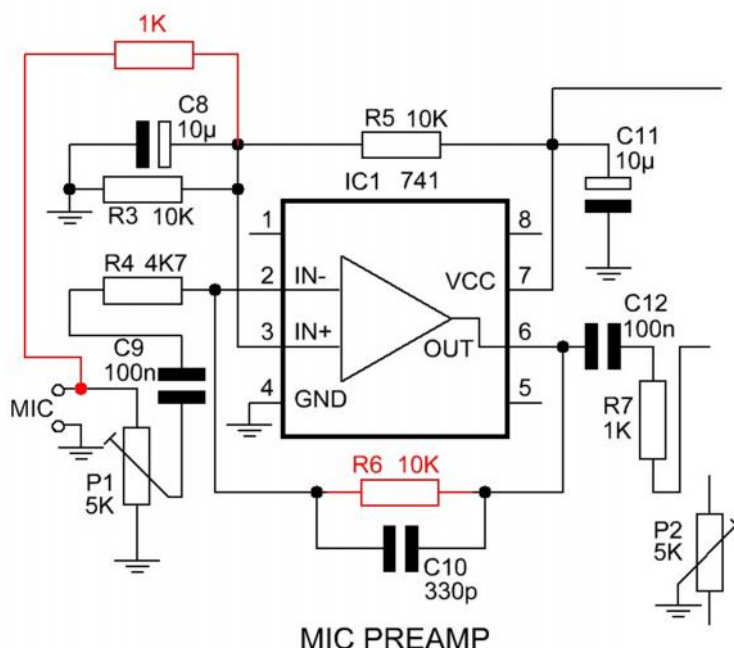 1K
C8
10µ
R5 10K
C11
10µ
IC1 741
R3 10K
1
8
R4 4K7
2
IN-
VCC
7
C12
100n
3
IN+
OUT
6
C9
100n
4
GND
5
MIC
R7
1K
R6 10K
P1
5K
P2
5K
C10
330p
MIC PREAMP